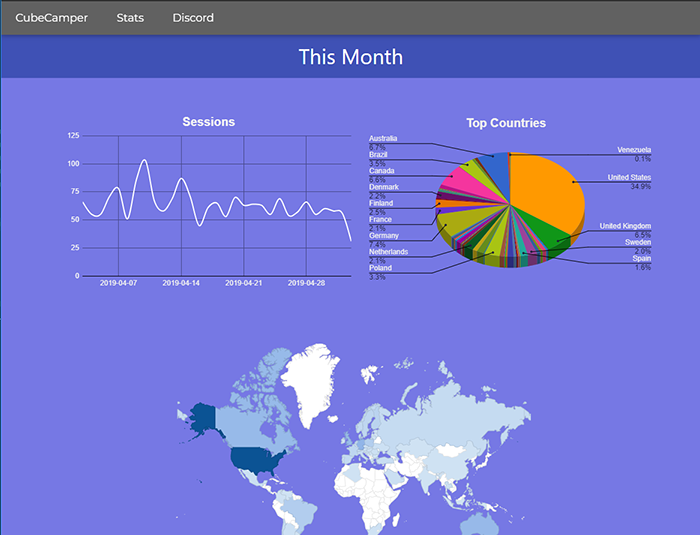 CubeCamper Stats Discord
This Month
Sessions
125
100
75
50
25
0
2019-04-07 2019-04-14 2019-04-21 2019-04-28
Top Countries
Australia
6.7%
Brazil
3.5%
Canada
6.6%
Denmark
2.2%
Finland
2.5%
France
2.1%
Germany
7.4%
Netherlands
2.1%
Poland
3.3%
Venezuela
0.1%
United States
34.9%
United Kingdom
6.5%
Sweden
2.0%
Spain
1.6%